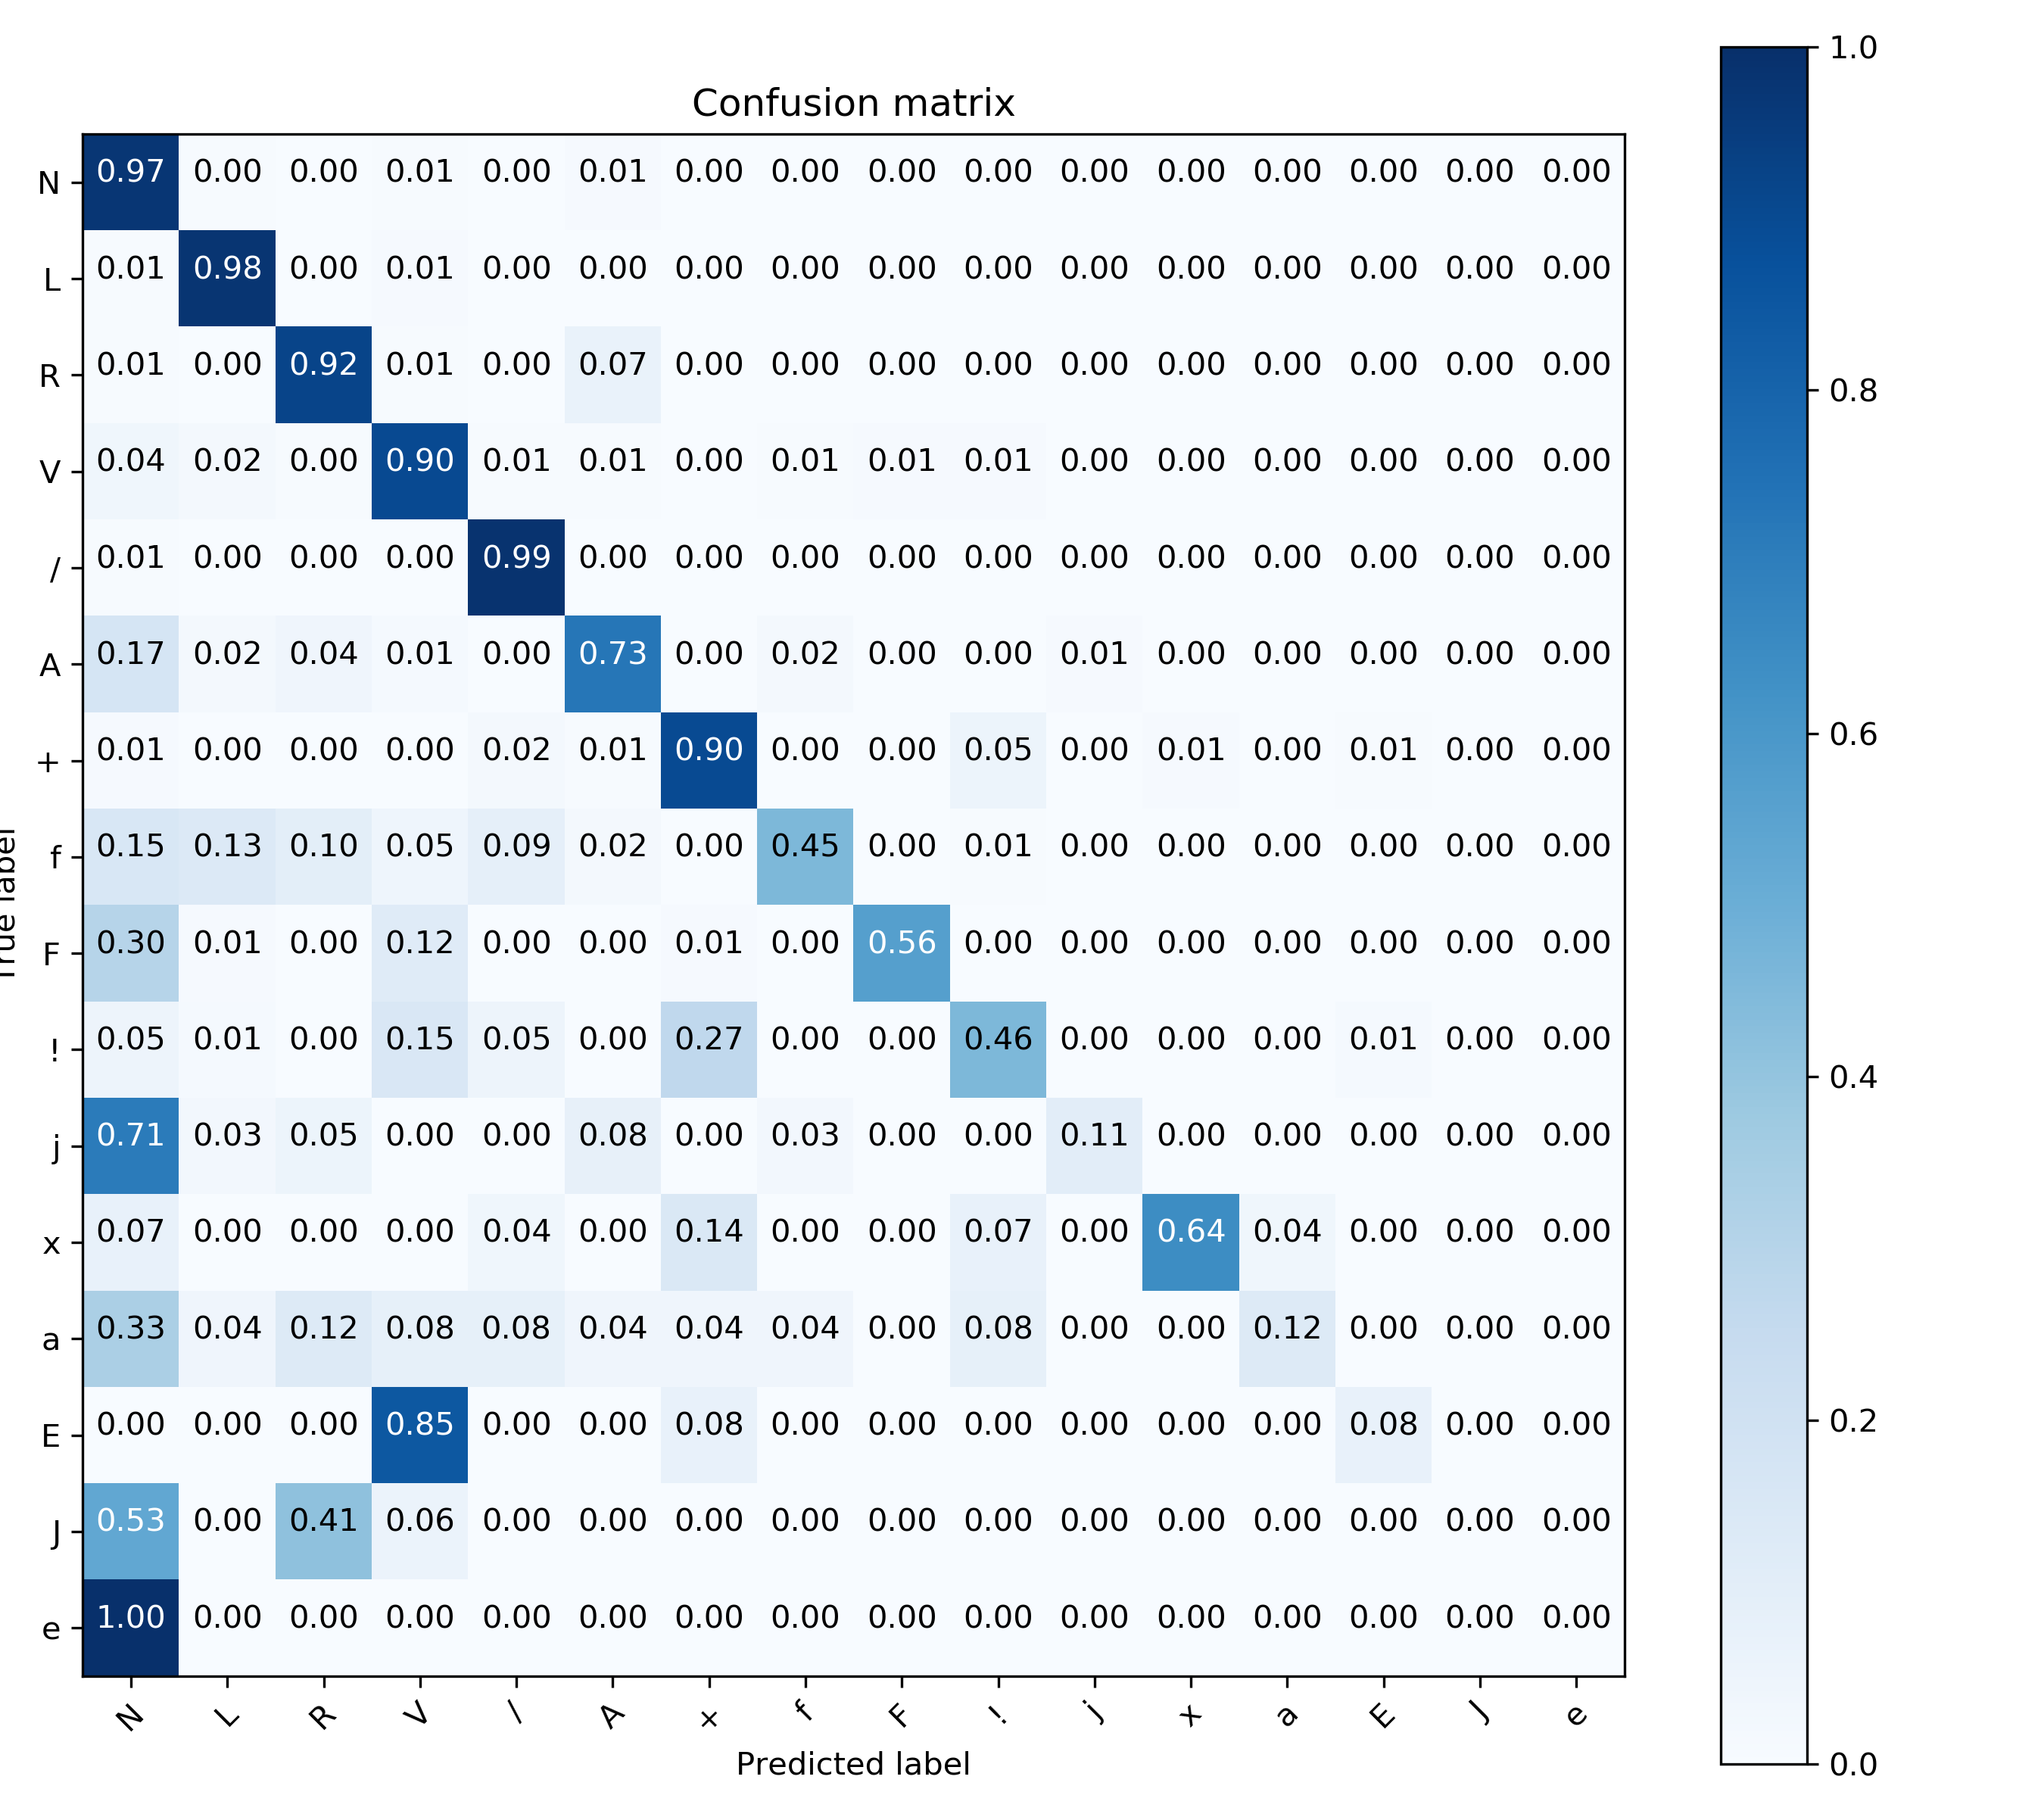 Confusion matrix
N 0.97 0.00 0.00 0.01 0.00 0.01 0.00 0.00 0.00 0.00 0.00 0.00 0.00 0.00 0.00 0.00
L 0.01 0.98 0.00 0.01 0.00 0.00 0.00 0.00 0.00 0.00 0.00 0.00 0.00 0.00 0.00 0.00
R 0.01 0.00 0.92 0.01 0.00 0.07 0.00 0.00 0.00 0.00 0.00 0.00 0.00 0.00 0.00 0.00
V 0.04 0.02 0.00 0.90 0.01 0.01 0.00 0.01 0.01 0.01 0.00 0.00 0.00 0.00 0.00 0.00
/ 0.01 0.00 0.00 0.00 0.99 0.00 0.00 0.00 0.00 0.00 0.00 0.00 0.00 0.00 0.00 0.00
A 0.17 0.02 0.04 0.01 0.00 0.73 0.00 0.02 0.00 0.00 0.01 0.00 0.00 0.00 0.00 0.00
+ 0.01 0.00 0.00 0.00 0.02 0.01 0.90 0.00 0.00 0.05 0.00 0.01 0.00 0.01 0.00 0.00
f 0.15 0.13 0.10 0.05 0.09 0.02 0.00 0.45 0.00 0.01 0.00 0.00 0.00 0.00 0.00 0.00
F 0.30 0.01 0.00 0.12 0.00 0.00 0.01 0.00 0.56 0.00 0.00 0.00 0.00 0.00 0.00 0.00
! 0.05 0.01 0.00 0.15 0.05 0.00 0.27 0.00 0.00 0.46 0.00 0.00 0.00 0.01 0.00 0.00
j 0.71 0.03 0.05 0.00 0.00 0.08 0.00 0.03 0.00 0.00 0.11 0.00 0.00 0.00 0.00 0.00
x 0.07 0.00 0.00 0.00 0.04 0.00 0.14 0.00 0.00 0.07 0.00 0.64 0.04 0.00 0.00 0.00
a 0.33 0.04 0.12 0.08 0.08 0.04 0.04 0.04 0.00 0.08 0.00 0.00 0.12 0.00 0.00 0.00
E 0.00 0.00 0.00 0.85 0.00 0.00 0.08 0.00 0.00 0.00 0.00 0.00 0.00 0.08 0.00 0.00
J 0.53 0.00 0.41 0.06 0.00 0.00 0.00 0.00 0.00 0.00 0.00 0.00 0.00 0.00 0.00 0.00
e 1.00 0.00 0.00 0.00 0.00 0.00 0.00 0.00 0.00 0.00 0.00 0.00 0.00 0.00 0.00 0.00
N L R V / A + f F ! j x a E J e
Predicted label
True label
1.0
0.8
0.6
0.4
0.2
0.0